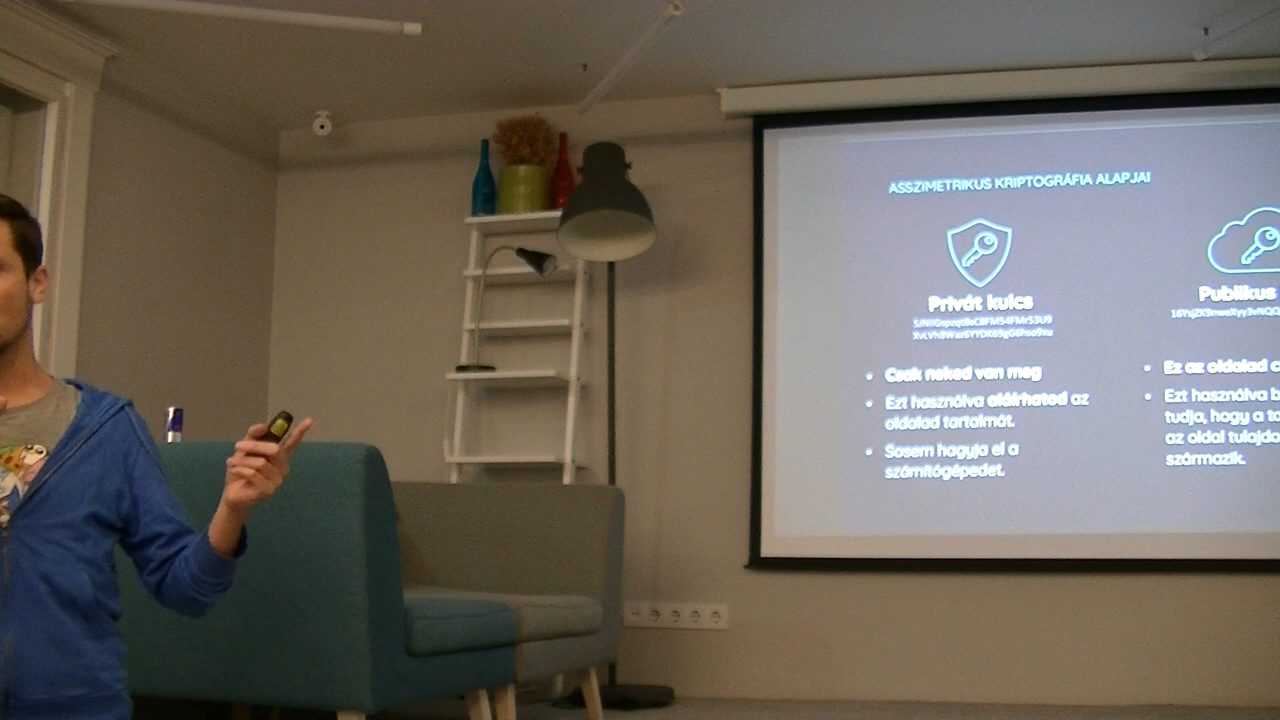 ASSZIMETRIKUS KRIPTOGRÁFIA ALAPJAI
Privát kulcs
• Csak neked van meg
• Ezt használva aláírhatod az
oldalad tartalmát.
• Sosem hagyja el a
számítógépedet.
Publikus
• Ez az oldalad c
• Ezt használva b
tudja, hogy a ta
az oldal tulajdo
származik.